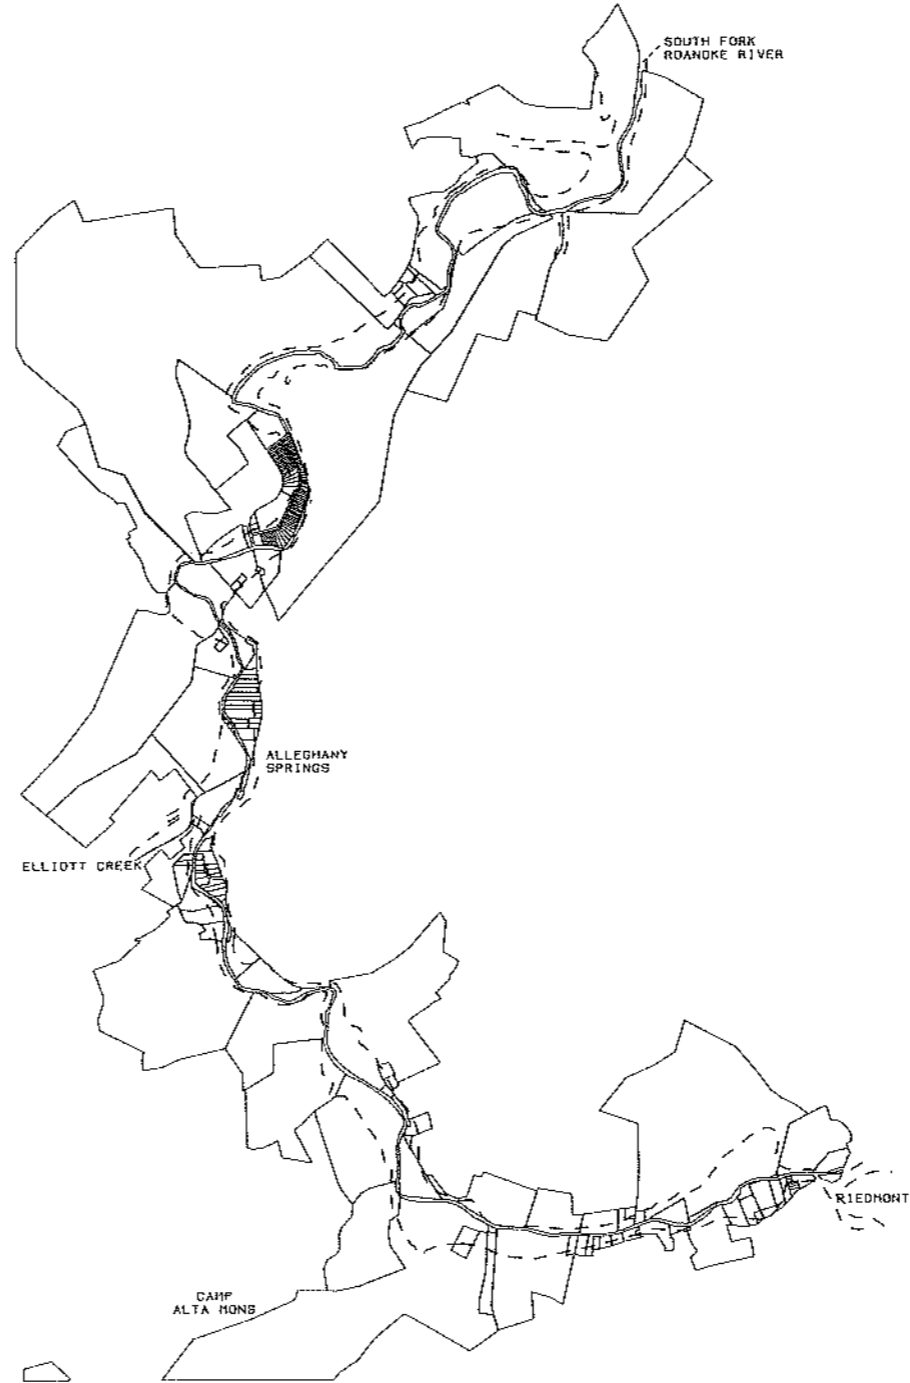 SOUTH FORK
ROANOKE RIVER
ALLEGHANY
SPRINGS
ELLIOTT CREEK
RIEDMONT
CAMP
ALTA MONS